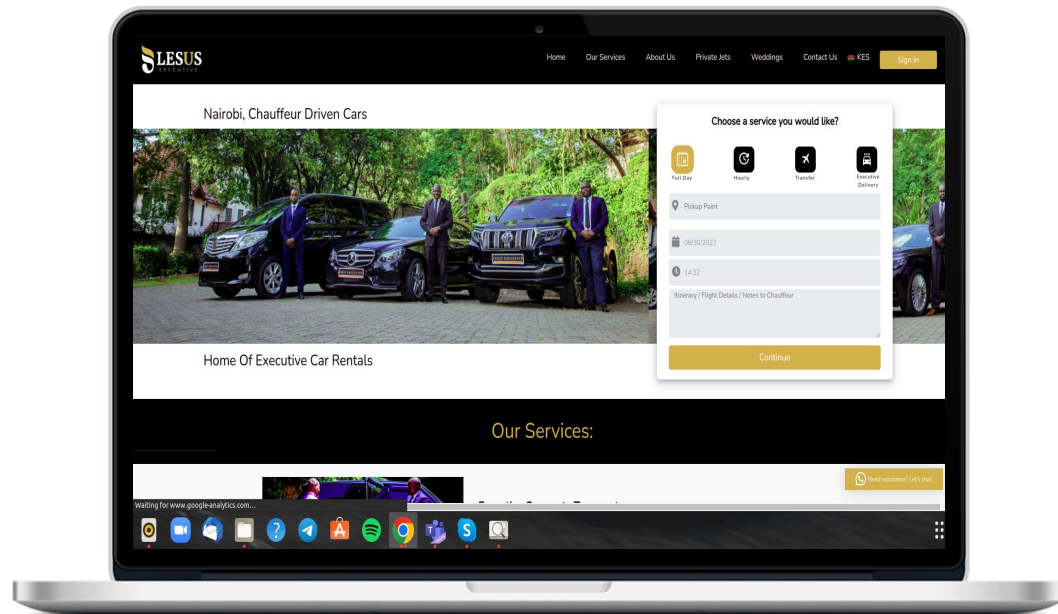 LESUS
EXECUTIVE
Home
Our Services
About Us
Private Jets
Weddings
Contact Us
KES
Sign In
Nairobi, Chauffeur Driven Cars
Choose a service you would like?
Full Day
Hourly
Transfer
Executive
Delivery
Pickup Point
08/30/2022
14:32
Itinerary / Flight Details / Notes to Chauffeur
Continue
Home Of Executive Car Rentals
Our Services:
Need assistance? Let's chat
Waiting for www.google-analytics.com...